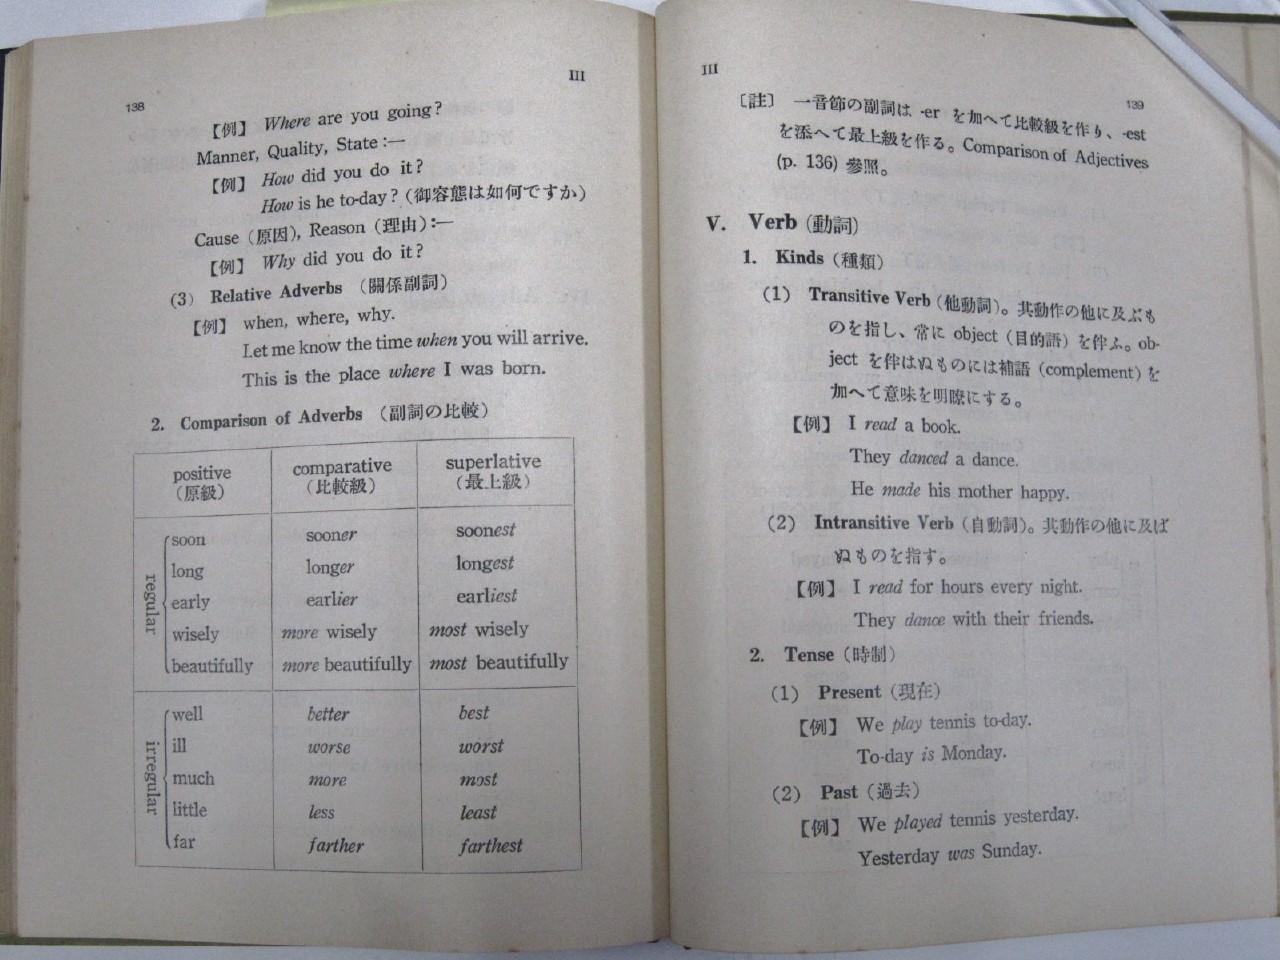 138
III
【例】 Where are you going?
Manner, Quality, State:—
【例】 How did you do it?
How is he to-day? (御容態は如何ですか)
Cause (原因), Reason (理由):—
【例】 Why did you do it?
(3) Relative Adverbs (關係副詞)
【例】 when, where, why.
Let me know the time when you will arrive.
This is the place where I was born.
2. Comparison of Adverbs (副詞の比較)
positive comparative superlative
(原級) (比較級) (最上級)
regular
soon sooner soonest
long longer longest
early earlier earliest
wisely more wisely most wisely
beautifully more beautifully most beautifully
irregular
well better best
ill worse worst
much more most
little less least
far farther farthest
III
139
〔註〕 一音節の副詞は -er を加へて比較級を作り、-est
を添へて最上級を作る。Comparison of Adjectives
(p. 136) 參照。
V. Verb (動詞)
1. Kinds (種類)
(1) Transitive Verb (他動詞)。其動作の他に及ぶも
のを指し、常に object (目的語) を伴ふ。ob-
ject を伴はぬものには補語 (complement) を
加へて意味を明瞭にする。
【例】 I read a book.
They danced a dance.
He made his mother happy.
(2) Intransitive Verb (自動詞)。其動作の他に及ば
ぬものを指す。
【例】 I read for hours every night.
They dance with their friends.
2. Tense (時制)
(1) Present (現在)
【例】 We play tennis to-day.
To-day is Monday.
(2) Past (過去)
【例】 We played tennis yesterday.
Yesterday was Sunday.